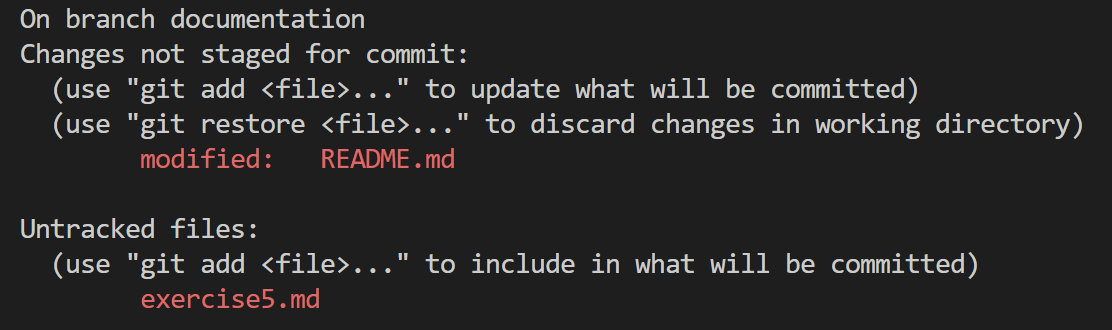 On branch documentation
Changes not staged for commit:
  (use "git add <file>..." to update what will be committed)
  (use "git restore <file>..." to discard changes in working directory)
        modified:   README.md

Untracked files:
  (use "git add <file>..." to include in what will be committed)
        exercise5.md